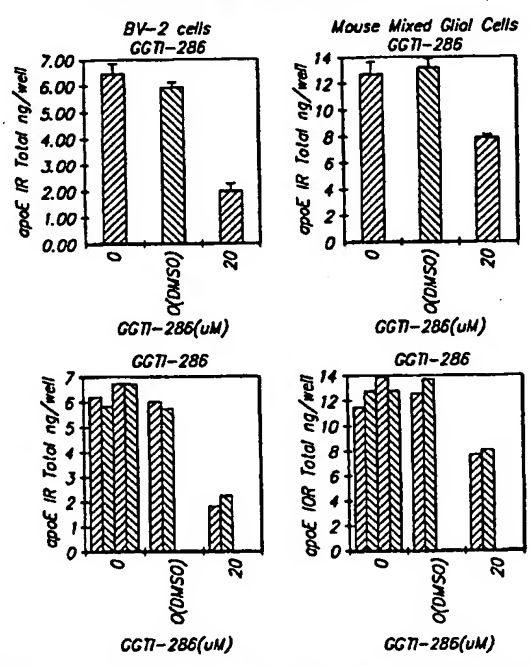 BV-2 cells
GGTI-286
apoE IR Total ng/well
7.00
6.00
5.00
4.00
3.00
2.00
1.00
0.00
0
0(DMSO)
20
GGTI-286(uM)
Mouse Mixed Glial Cells
GGTI-286
apoE IR Total ng/well
14
12
10
8
6
4
2
0
0
0(DMSO)
20
GGTI-286(uM)
GGTI-286
apoE IR Total ng/well
7
6
5
4
3
2
1
0
0
0(DMSO)
20
GGTI-286(uM)
GGTI-286
apoE IQR Total ng/well
14
12
10
8
6
4
2
0
0
0(DMSO)
20
GGTI-286(uM)